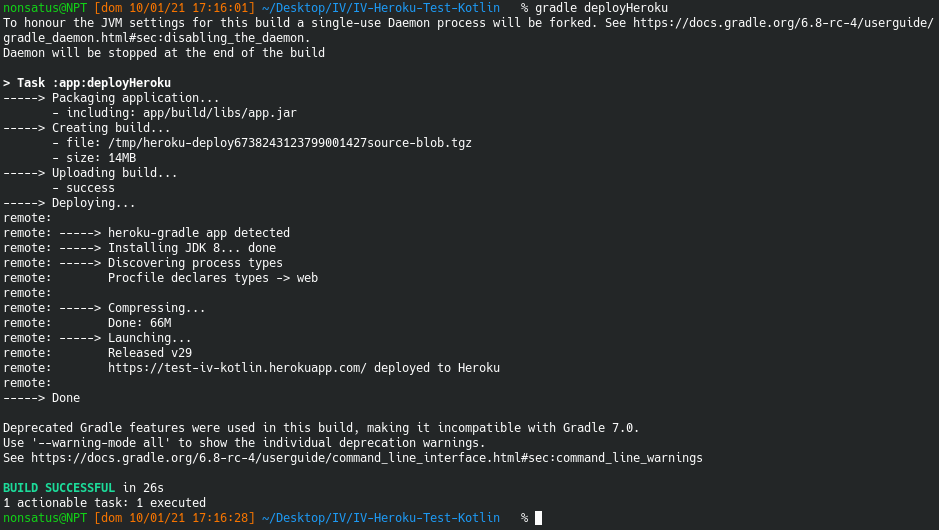 nonsatus@NPT [dom 10/01/21 17:16:01] ~/Desktop/IV/IV-Heroku-Test-Kotlin   % gradle deployHeroku
To honour the JVM settings for this build a single-use Daemon process will be forked. See https://docs.gradle.org/6.8-rc-4/userguide/
gradle_daemon.html#sec:disabling_the_daemon.
Daemon will be stopped at the end of the build

> Task :app:deployHeroku
-----> Packaging application...
       - including: app/build/libs/app.jar
-----> Creating build...
       - file: /tmp/heroku-deploy6738243123799001427source-blob.tgz
       - size: 14MB
-----> Uploading build...
       - success
-----> Deploying...
remote:
remote: -----> heroku-gradle app detected
remote: -----> Installing JDK 8... done
remote: -----> Discovering process types
remote:        Procfile declares types -> web
remote:
remote: -----> Compressing...
remote:        Done: 66M
remote: -----> Launching...
remote:        Released v29
remote:        https://test-iv-kotlin.herokuapp.com/ deployed to Heroku
remote:
-----> Done

Deprecated Gradle features were used in this build, making it incompatible with Gradle 7.0.
Use '--warning-mode all' to show the individual deprecation warnings.
See https://docs.gradle.org/6.8-rc-4/userguide/command_line_interface.html#sec:command_line_warnings

BUILD SUCCESSFUL in 26s
1 actionable task: 1 executed
nonsatus@NPT [dom 10/01/21 17:16:28] ~/Desktop/IV/IV-Heroku-Test-Kotlin   %